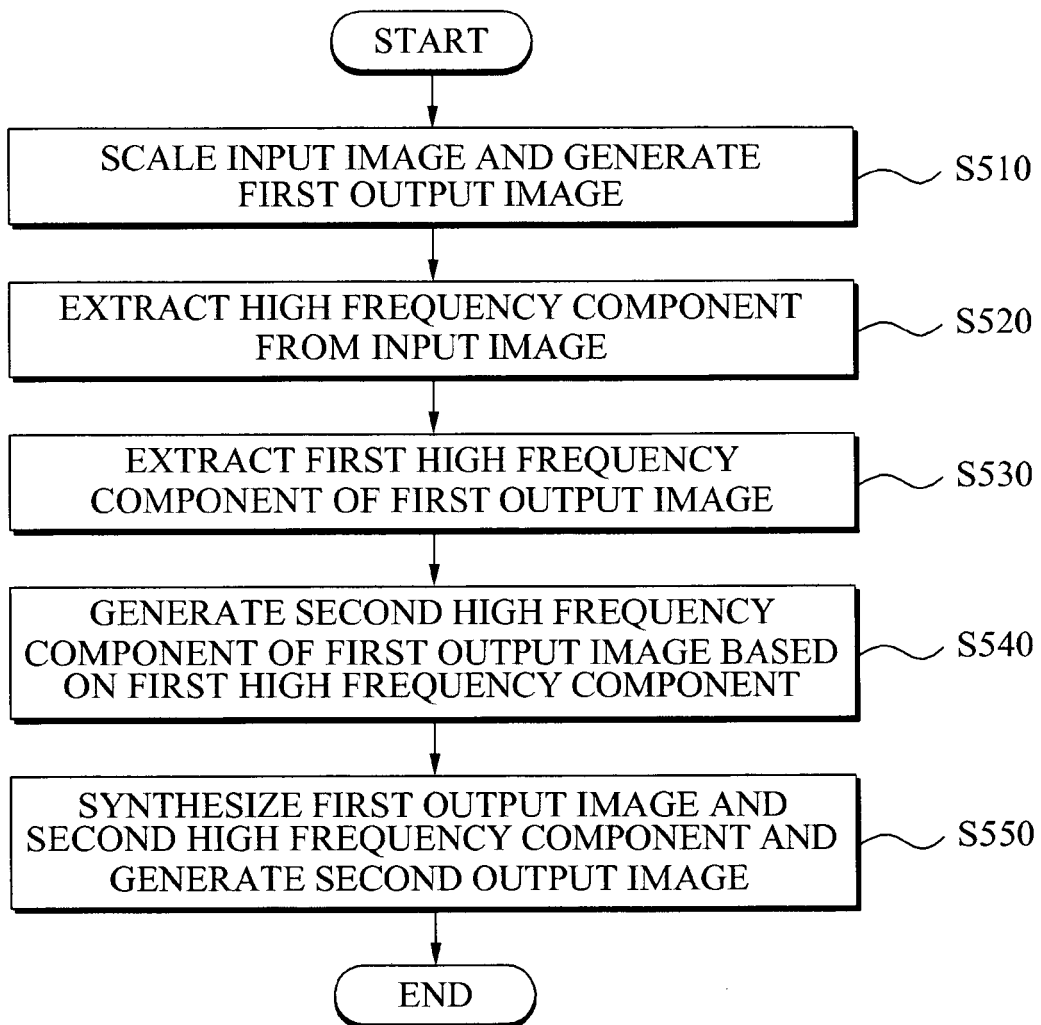 START
SCALE INPUT IMAGE AND GENERATE
FIRST OUTPUT IMAGE
S510
EXTRACT HIGH FREQUENCY COMPONENT
FROM INPUT IMAGE
S520
EXTRACT FIRST HIGH FREQUENCY
COMPONENT OF FIRST OUTPUT IMAGE
S530
GENERATE SECOND HIGH FREQUENCY
COMPONENT OF FIRST OUTPUT IMAGE BASED
ON FIRST HIGH FREQUENCY COMPONENT
S540
SYNTHESIZE FIRST OUTPUT IMAGE AND
SECOND HIGH FREQUENCY COMPONENT AND
GENERATE SECOND OUTPUT IMAGE
S550
END